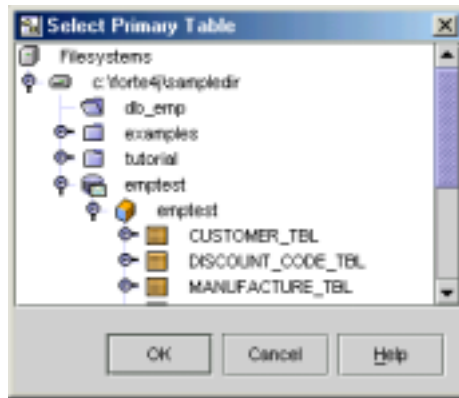 Select Primary Table
Filesystems
c:\forte4j\sampledir
db_emp
examples
tutorial
emptest
emptest
CUSTOMER_TBL
DISCOUNT_CODE_TBL
MANUFACTURE_TBL
OK Cancel Help